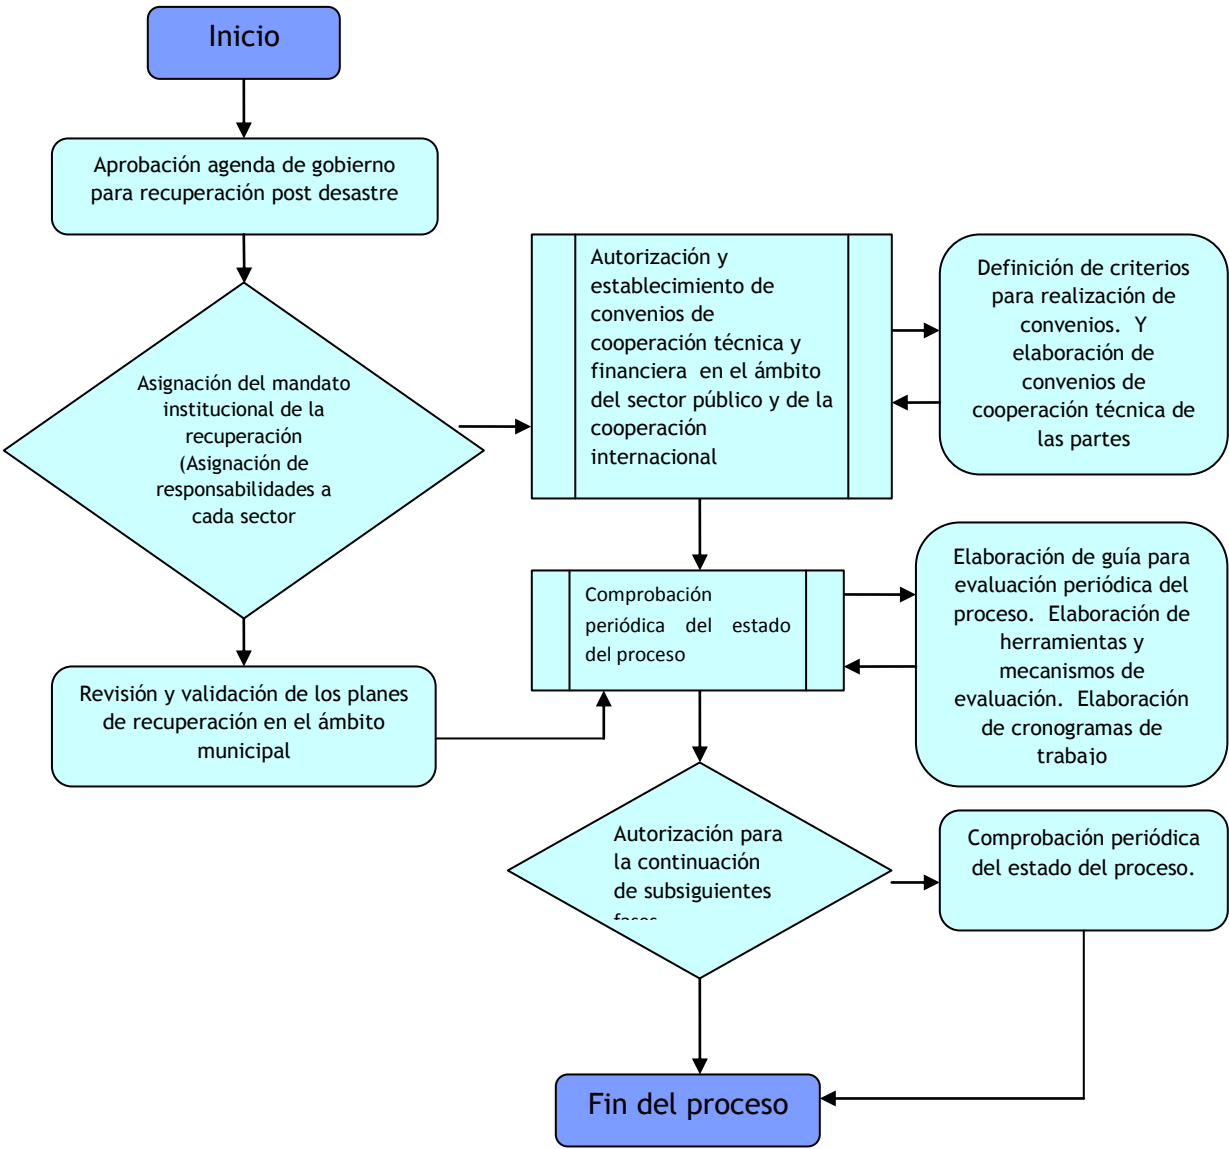 Inicio
Aprobación agenda de gobierno
para recuperación post desastre
Asignación del mandato
institucional de la
recuperación
(Asignación de
responsabilidades a
cada sector
Revisión y validación de los planes
de recuperación en el ámbito
municipal
Autorización y
establecimiento de
convenios de
cooperación técnica y
financiera en el ámbito
del sector público y de la
cooperación
internacional
Definición de criterios
para realización de
convenios. Y
elaboración de
convenios de
cooperación técnica de
las partes
Comprobación
periódica del estado
del proceso
Elaboración de guía para
evaluación periódica del
proceso. Elaboración de
herramientas y
mecanismos de
evaluación. Elaboración
de cronogramas de
trabajo
Autorización para
la continuación
de subsiguientes
Comprobación periódica
del estado del proceso.
Fin del proceso